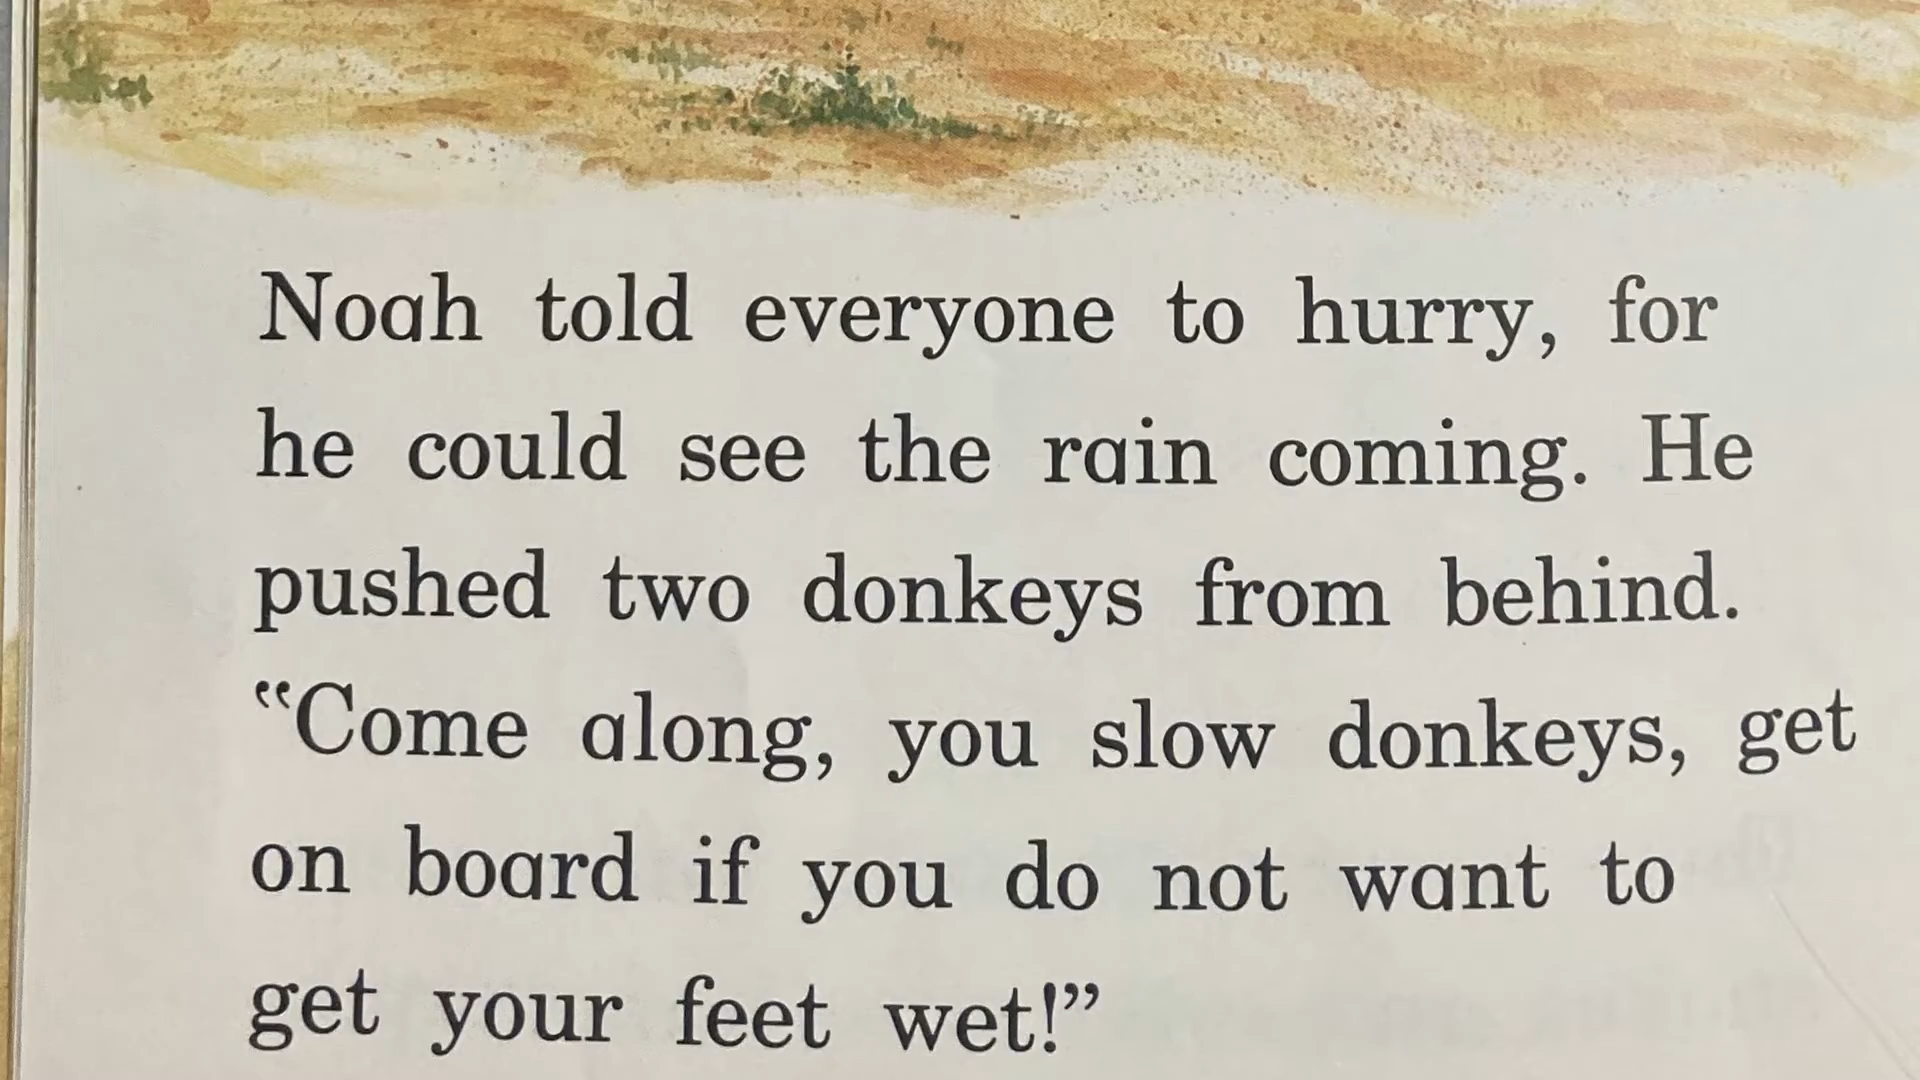 Noah told everyone to hurry, for
he could see the rain coming. He
pushed two donkeys from behind.
“Come along, you slow donkeys, get
on board if you do not want to
get your feet wet!”